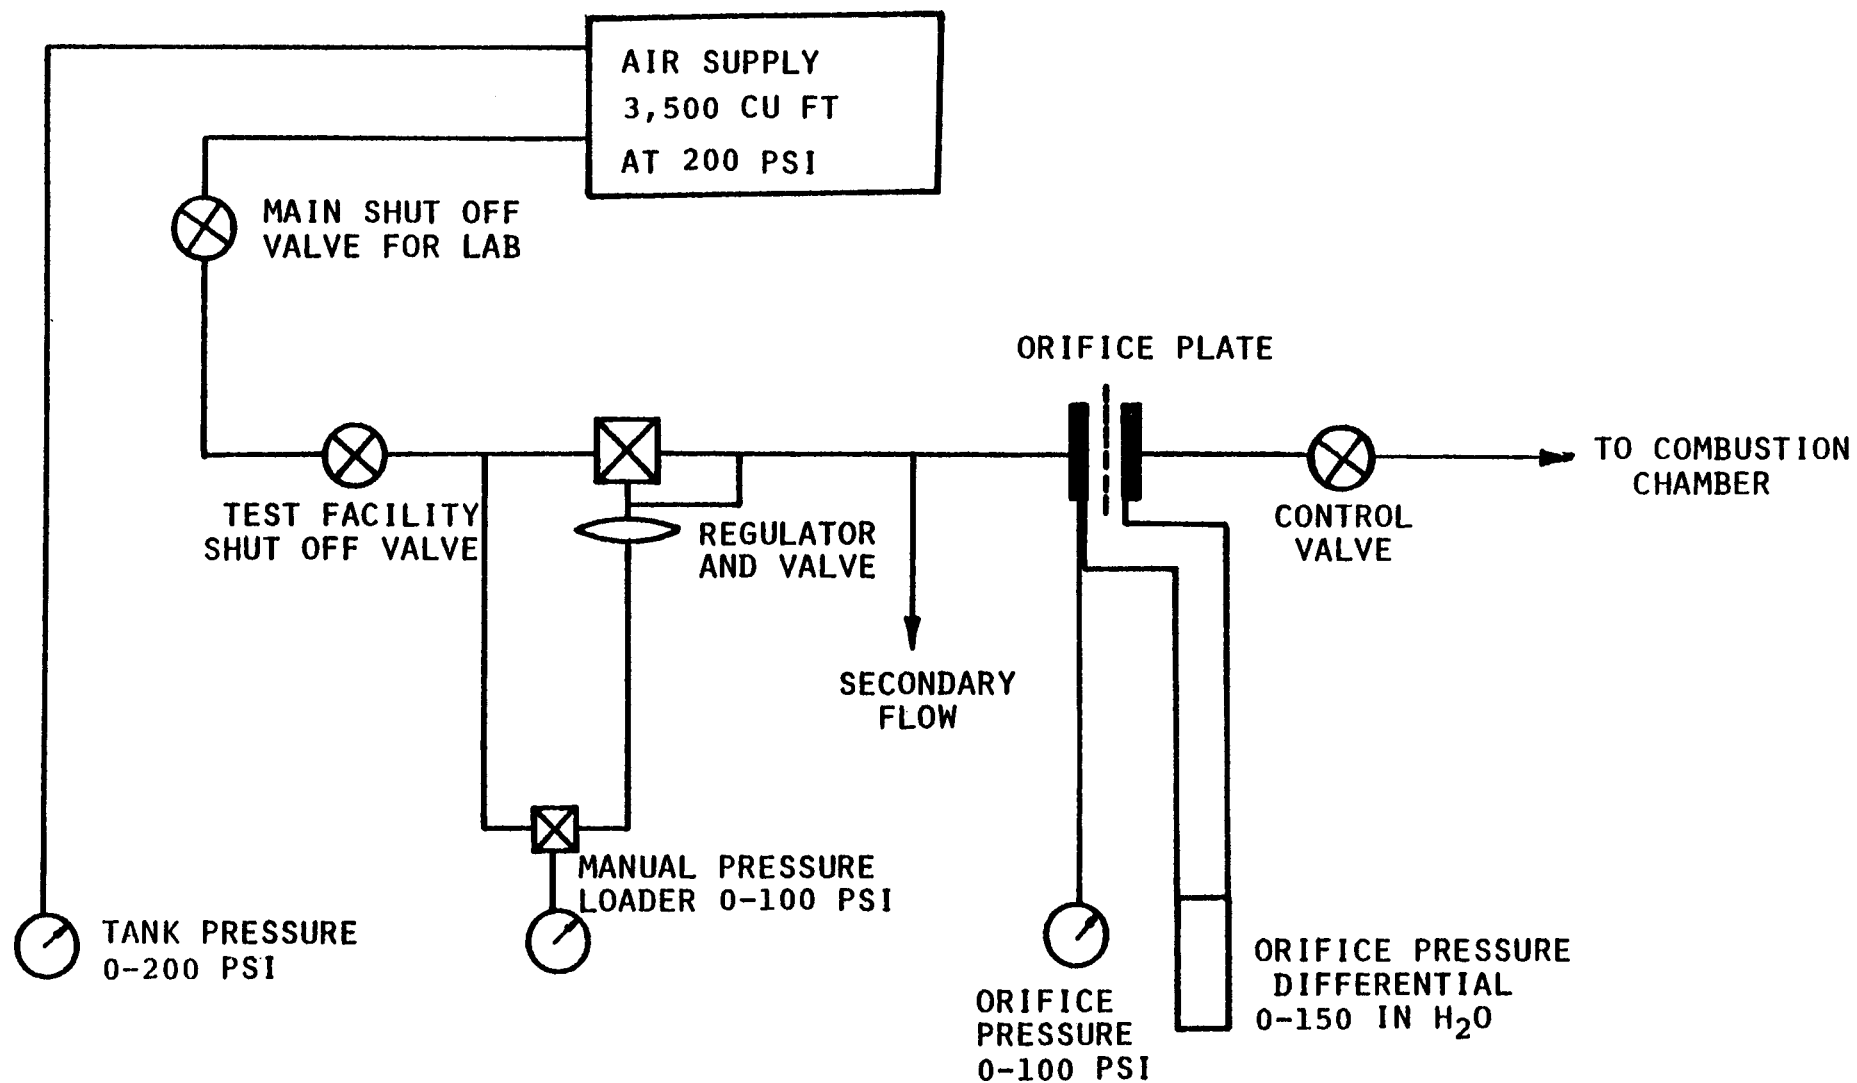 AIR SUPPLY
3,500 CU FT
AT 200 PSI
MAIN SHUT OFF
VALVE FOR LAB
ORIFICE PLATE
TO COMBUSTION
CHAMBER
TEST FACILITY
SHUT OFF VALVE
REGULATOR
AND VALVE
CONTROL
VALVE
SECONDARY
FLOW
MANUAL PRESSURE
LOADER 0-100 PSI
TANK PRESSURE
0-200 PSI
ORIFICE PRESSURE
DIFFERENTIAL
0-150 IN H₂O
ORIFICE
PRESSURE
0-100 PSI